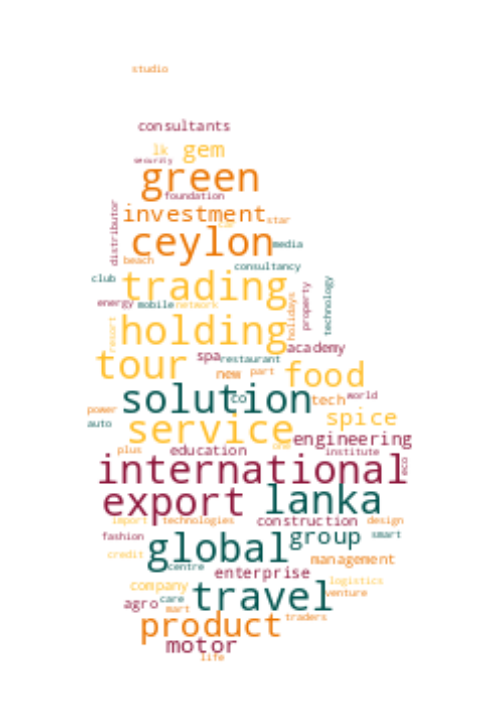 studio
consultants
lk gem
security
green
foundation
distributor
investment star
car
ceylon media
beach
consultancy
club
trading
energy mobile network
holidays
property
technology
resort
holding
academy
tour spa restaurant
new part
food
solution
co
tech world
power
auto
spice
service
engineering
plus education one institute
international
eco
export lanka
import technologies construction design
fashion
global group smart
credit centre
management
enterprise
company
logistics
travel venture
agro care
mart
product traders
motor
life